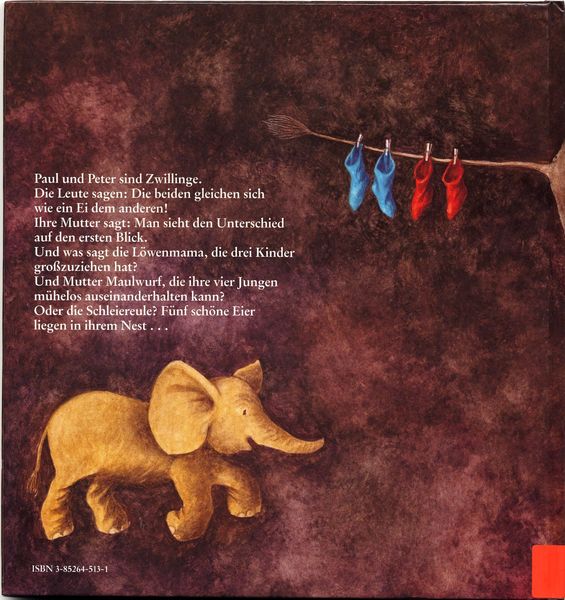 Paul und Peter sind Zwillinge.
Die Leute sagen: Die beiden gleichen sich
wie ein Ei dem anderen!
Ihre Mutter sagt: Man sieht den Unterschied
auf den ersten Blick.
Und was sagt die Löwenmama, die drei Kinder
großzuziehen hat?
Und Mutter Maulwurf, die ihre vier Jungen
mühelos auseinanderhalten kann?
Oder die Schleiereule? Fünf schöne Eier
liegen in ihrem Nest . . .
ISBN 3-85264-513-1